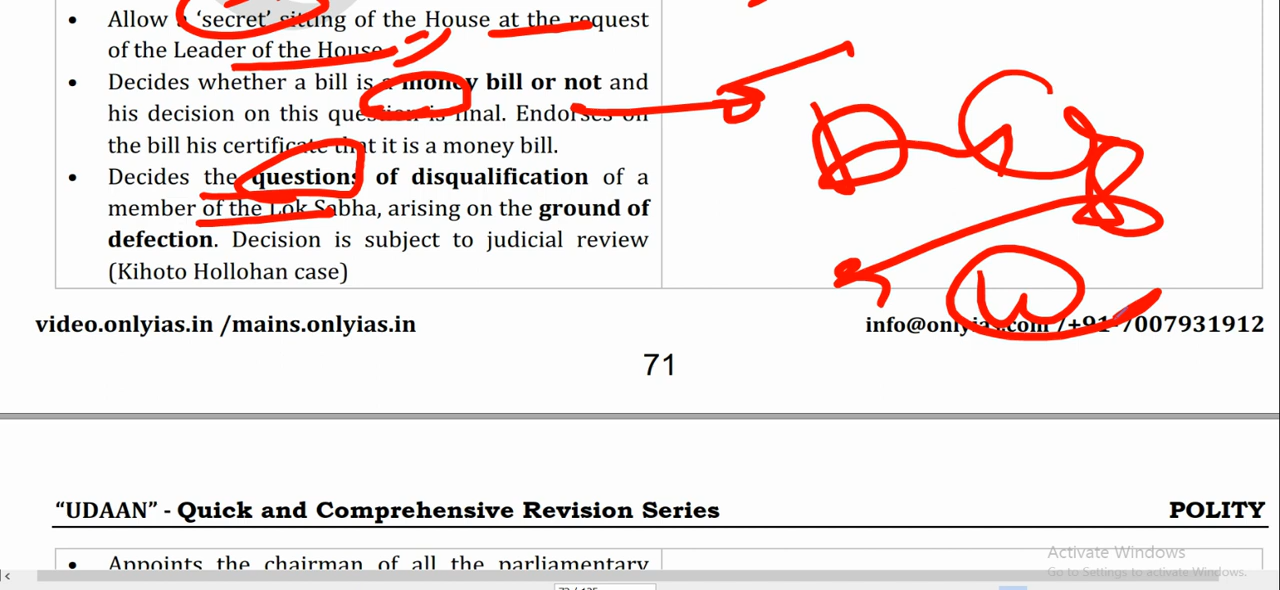 • Allow a ‘secret’ sitting of the House at the request
of the Leader of the House.
• Decides whether a bill is a money bill or not and
his decision on this question is final. Endorses on
the bill his certificate that it is a money bill.
• Decides the questions of disqualification of a
member of the Lok Sabha, arising on the ground of
defection. Decision is subject to judicial review
(Kihoto Hollohan case)
video.onlyias.in /mains.onlyias.in
info@onlyias.com /+91-7007931912
71
“UDAAN” - Quick and Comprehensive Revision Series
POLITY
• Appoints the chairman of all the parliamentary
Activate Windows
Go to Settings to activate Windows.